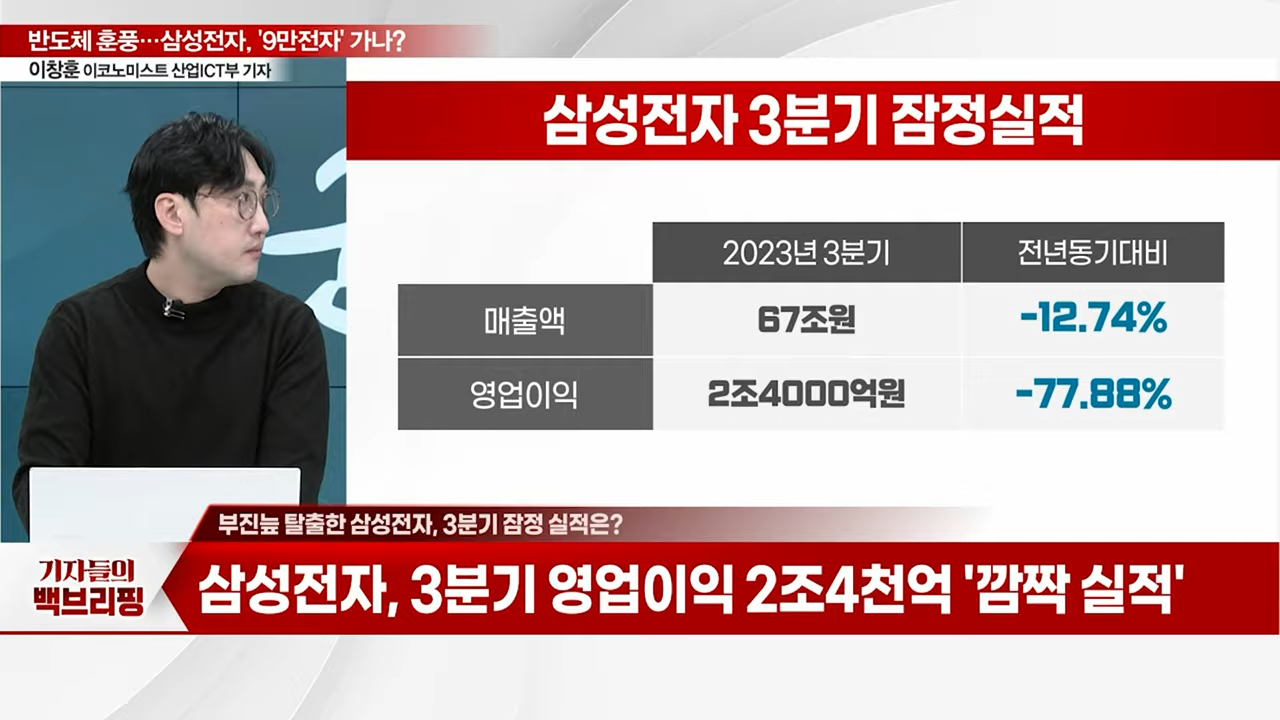 반도체 훈풍…삼성전자, '9만전자' 가나?
이창훈 이코노미스트 산업ICT부 기자
삼성전자 3분기 잠정실적
2023년 3분기 전년동기대비
매출액 67조원 -12.74%
영업이익 2조4000억원 -77.88%
부진늪 탈출한 삼성전자, 3분기 잠정 실적은?
기자들의
백브리핑
삼성전자, 3분기 영업이익 2조4천억 '깜짝 실적'